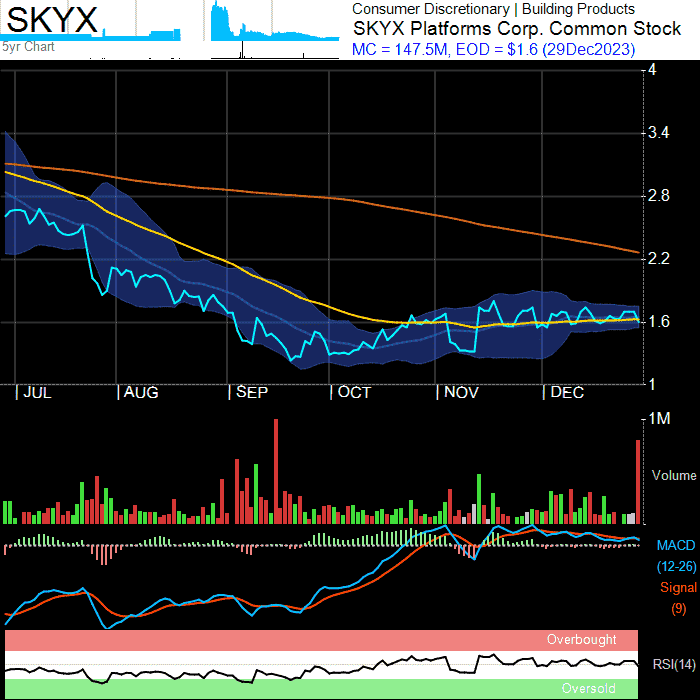 SKYX
5yr Chart
Consumer Discretionary | Building Products
SKYX Platforms Corp. Common Stock
MC = 147.5M, EOD = $1.6 (29Dec2023)
4
3.4
2.8
2.2
1.6
1
| JUL | AUG | SEP | OCT | NOV | DEC
1M
Volume
MACD
(12-26)
Signal
(9)
Overbought
RSI(14)
Oversold